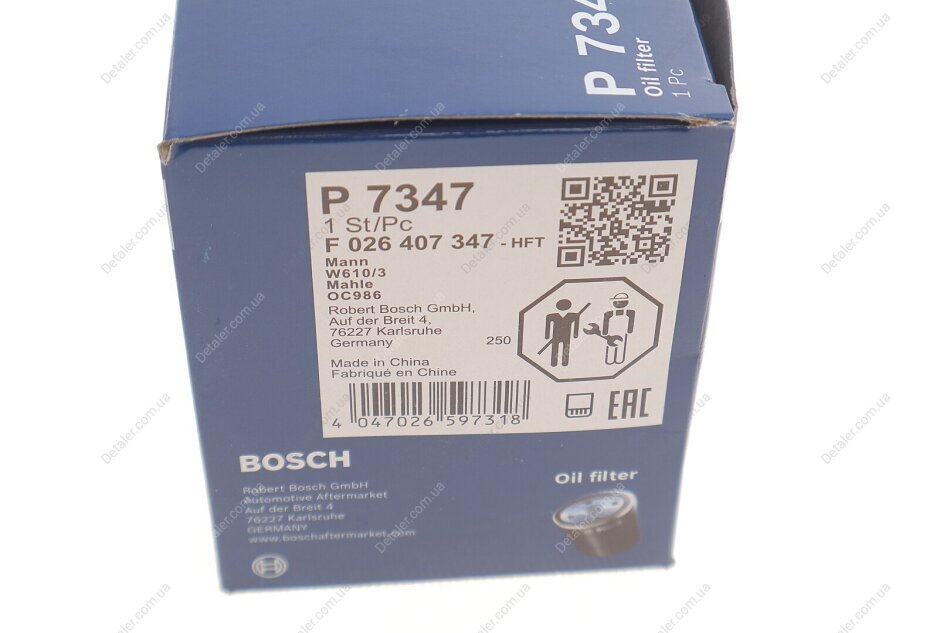 P 734
Oil filter
1 Pc
P 7347
1 St/Pc
F 026 407 347 - HFT
Mann
W610/3
Mahle
OC986
Robert Bosch GmbH,
Auf der Breit 4,
76227 Karlsruhe
Germany
250
Made in China
Fabriqué en Chine
4 047026 597318
EAC
BOSCH
Robert Bosch GmbH
Automotive Aftermarket
Auf der Breit 4
76227 Karlsruhe
GERMANY
www.boschaftermarket.com
Oil filter
Detaler.com.ua